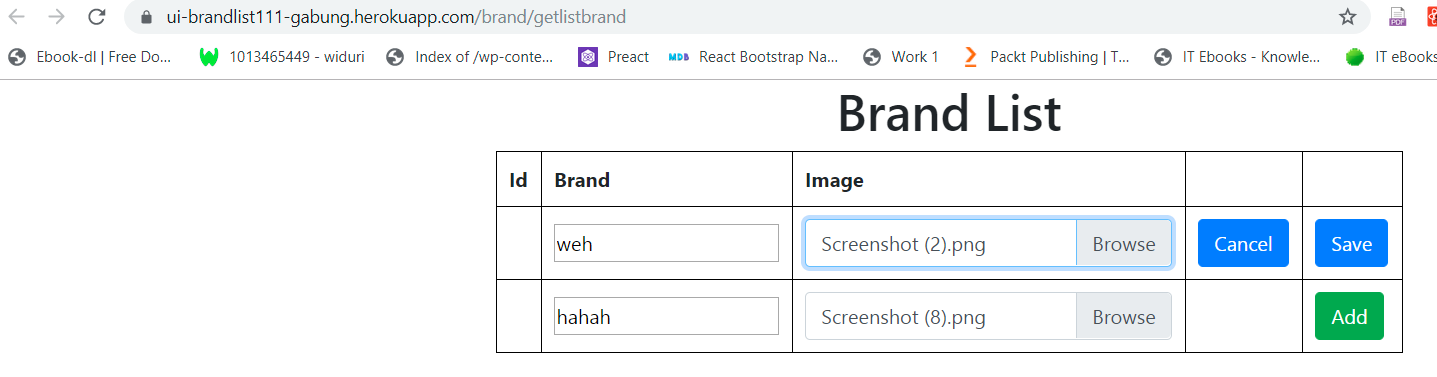 ui-brandlist111-gabung.herokuapp.com/brand/getlistbrand
PDF
Ebook-dl | Free Do... 1013465449 - widuri Index of /wp-conte... Preact MDB React Bootstrap Na... Work 1 Packt Publishing | T... IT Ebooks - Knowle... IT eBooks
Brand List
Id Brand Image
weh Screenshot (2).png Browse Cancel Save
hahah Screenshot (8).png Browse Add